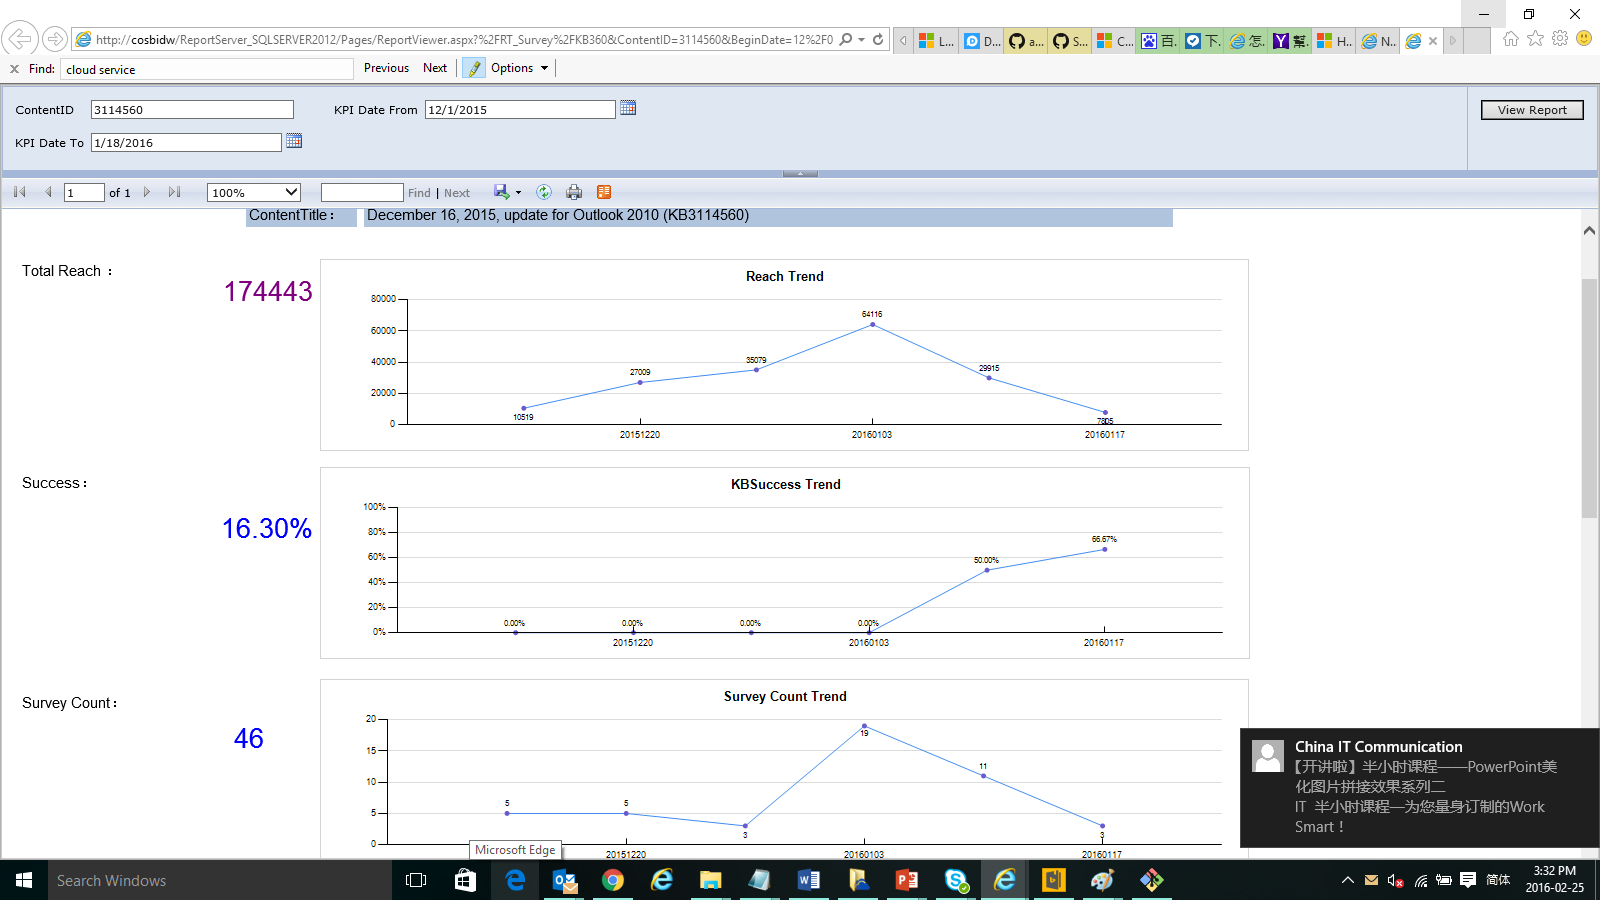 http://cosbidw/ReportServer_SQLSERVER2012/Pages/ReportViewer.aspx?%2FRT_Survey%2FKB360&ContentID=3114560&BeginDate=12%2F0
L... D... a... S... C... 百... 下... 怎... 幫... H... N...
x Find: cloud service Previous Next Options
ContentID 3114560 KPI Date From 12/1/2015 View Report
KPI Date To 1/18/2016
1 of 1 100% Find | Next
ContentTitle： December 16, 2015, update for Outlook 2010 (KB3114560)
Total Reach：
174443
Reach Trend
80000
64116
60000
40000
35079
29915
27009
20000
10519
7805
0
20151220 20160103 20160117
Success：
16.30%
KBSuccess Trend
100%
80%
66.67%
60%
50.00%
40%
20%
0.00% 0.00% 0.00% 0.00%
0%
20151220 20160103 20160117
Survey Count：
46
Survey Count Trend
20
19
15
11
10
5 5
5
3 3
0
20151220 20160103 20160117
China IT Communication
【开讲啦】半小时课程——PowerPoint美
化图片拼接效果系列二
IT 半小时课程—为您量身订制的Work
Smart！
Microsoft Edge
Search Windows
简体
3:32 PM
2016-02-25